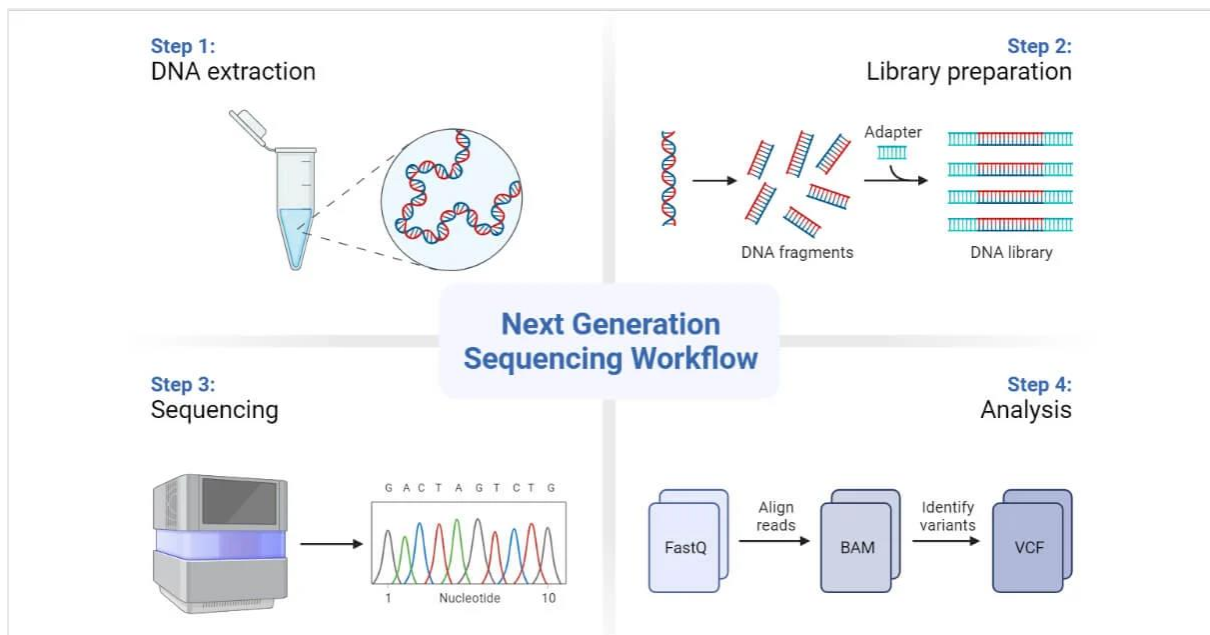 Step 1:
DNA extraction
Step 2:
Library preparation
Adapter
DNA fragments
DNA library
Next Generation
Sequencing Workflow
Step 3:
Sequencing
G A C T A G T C T G
1 Nucleotide 10
Step 4:
Analysis
FastQ
Align
reads
BAM
Identify
variants
VCF